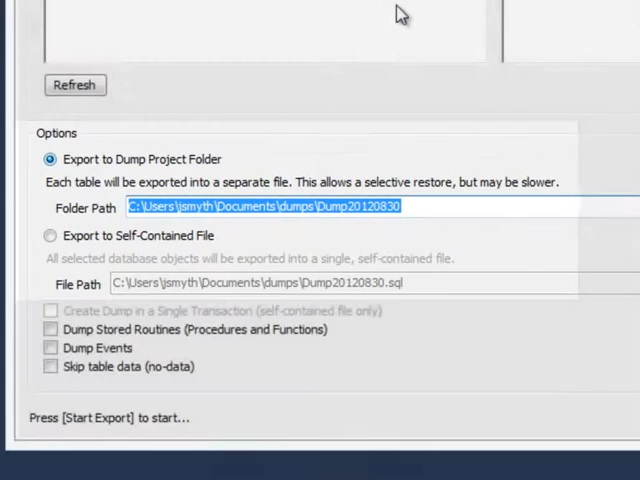 Refresh
Options
Export to Dump Project Folder
Each table will be exported into a separate file. This allows a selective restore, but may be slower.
Folder Path C:\Users\jsmyth\Documents\dumps\Dump20120830
Export to Self-Contained File
All selected database objects will be exported into a single, self-contained file.
File Path C:\Users\jsmyth\Documents\dumps\Dump20120830.sql
Create Dump in a Single Transaction (self-contained file only)
Dump Stored Routines (Procedures and Functions)
Dump Events
Skip table data (no-data)
Press [Start Export] to start...